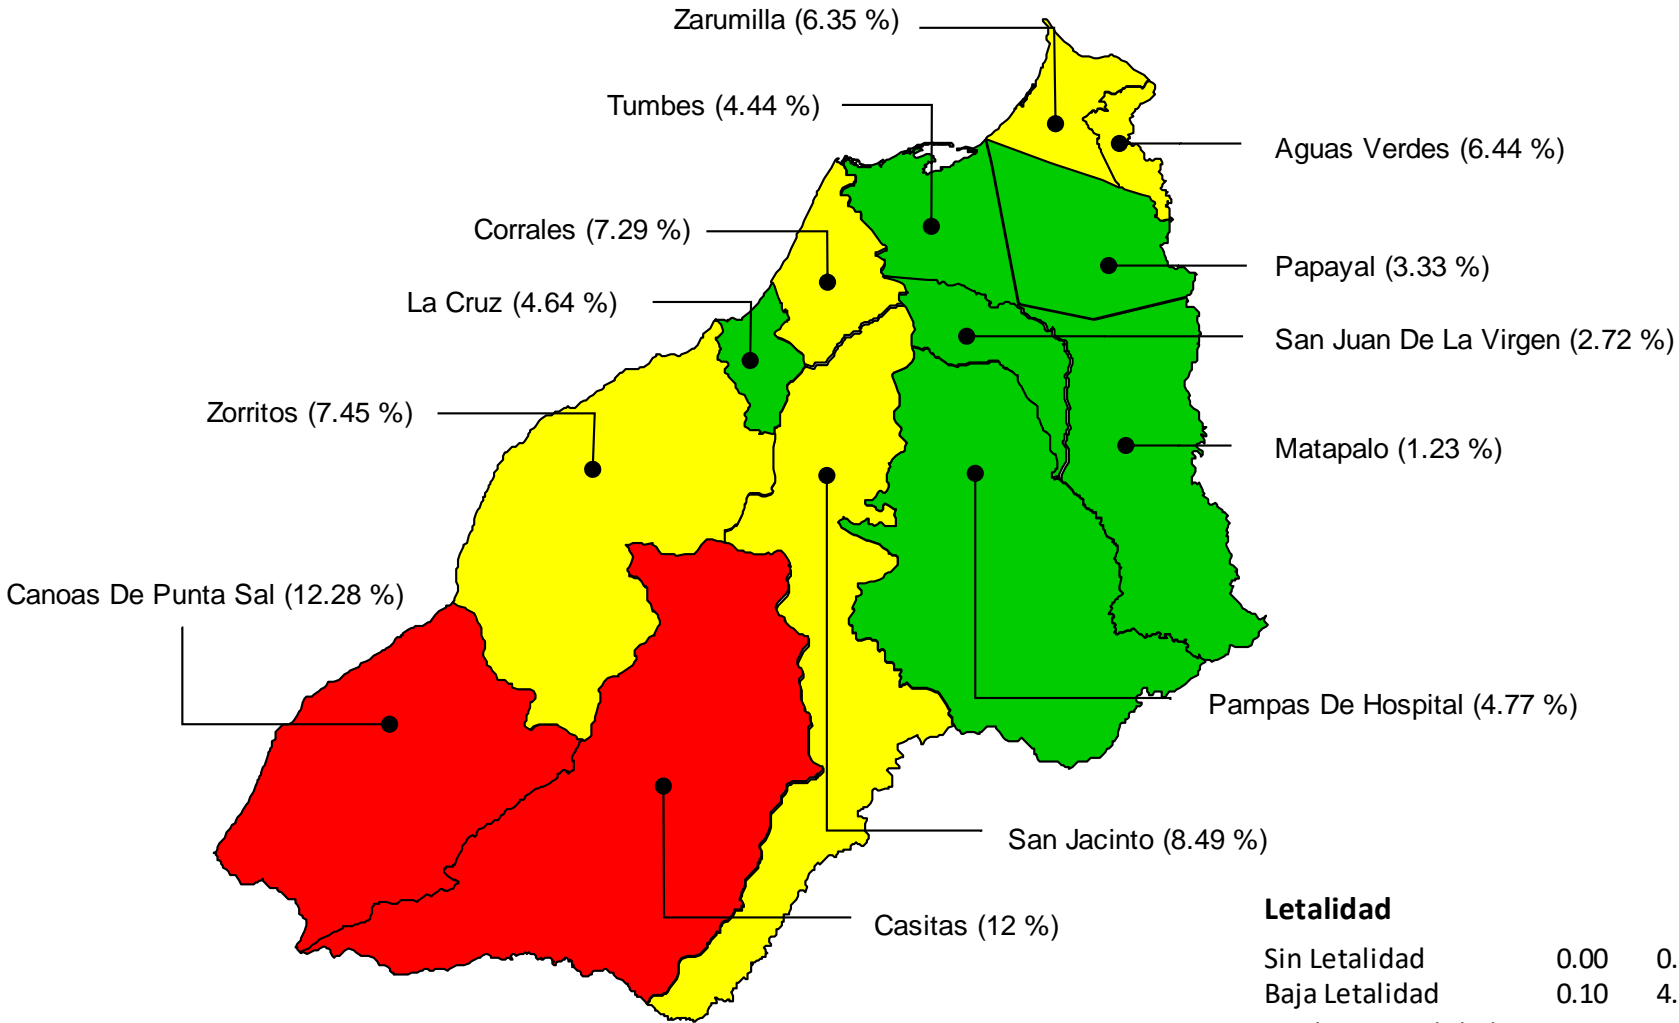 Zarumilla (6.35 %)
Tumbes (4.44 %)
Aguas Verdes (6.44 %)
Corrales (7.29 %)
Papayal (3.33 %)
La Cruz (4.64 %)
San Juan De La Virgen (2.72 %)
Zorritos (7.45 %)
Matapalo (1.23 %)
Canoas De Punta Sal (12.28 %)
Pampas De Hospital (4.77 %)
San Jacinto (8.49 %)
Casitas (12 %)
Letalidad
Sin Letalidad 0.00 0.
Baja Letalidad 0.10 4.